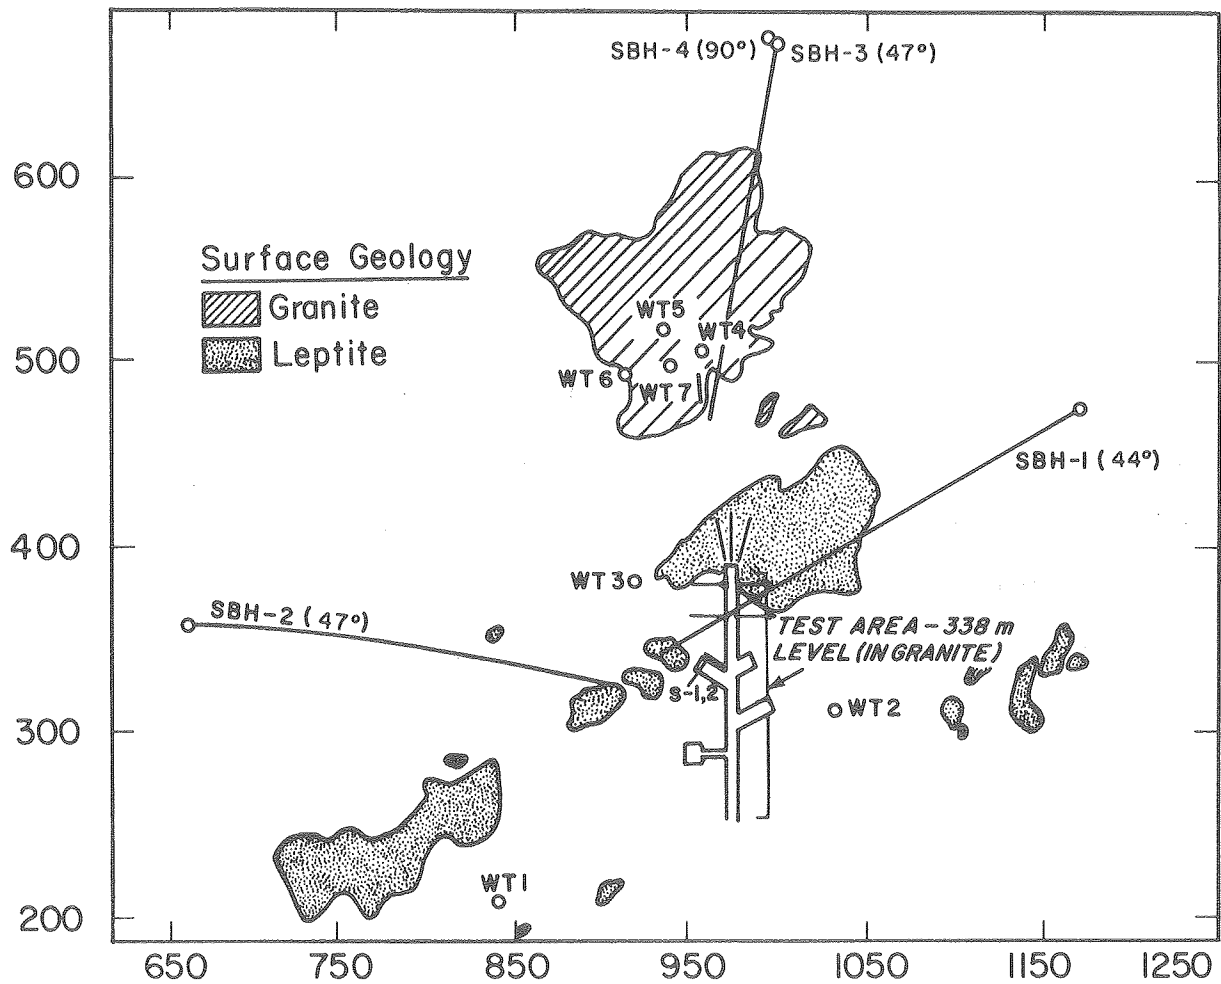 SBH-4 (90°)
SBH-3 (47°)
600
Surface Geology
Granite
Leptite
WT5
WT4
500
WT6
WT7
SBH-1 (44°)
400
WT3
SBH-2 (47°)
TEST AREA-338 m
LEVEL (IN GRANITE)
S-1,2
WT2
300
WT1
200
650 750 850 950 1050 1150 1250